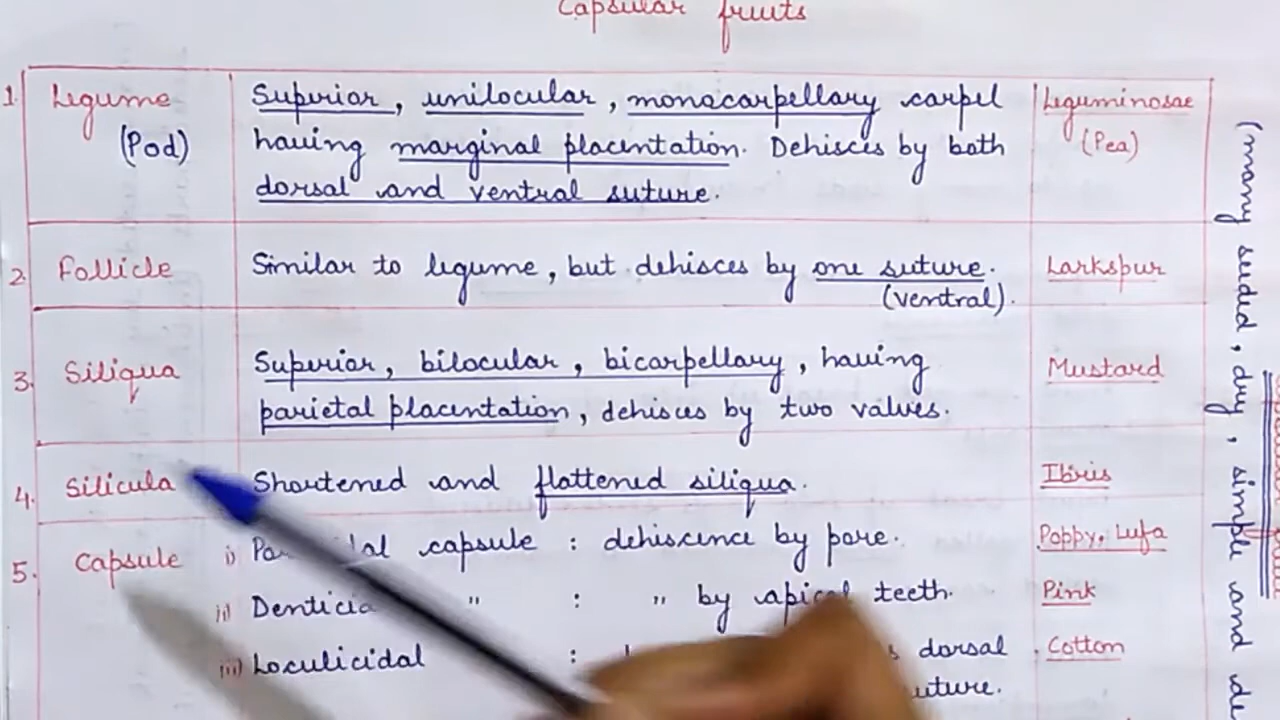 Capsular fruits
1. Legume (Pod) Superior, unilocular, monocarpellary carpel Leguminosae (Pea)
having marginal placentation. Dehisces by both
dorsal and ventral suture.
2. Follicle Similar to legume, but dehisces by one suture. Larkspur
(ventral).
3. Siliqua Superior, bilocular, bicarpellary, having Mustard
parietal placentation, dehisces by two valves.
4. Silicula Shortened and flattened siliqua. Ibiris
5. Capsule i) capsule : dehiscence by pore. Poppy, Lufa
ii) " : " by apical teeth. Pink
iii) Loculicidal : dorsal Cotton
suture.
(many seeded, dry, simple and